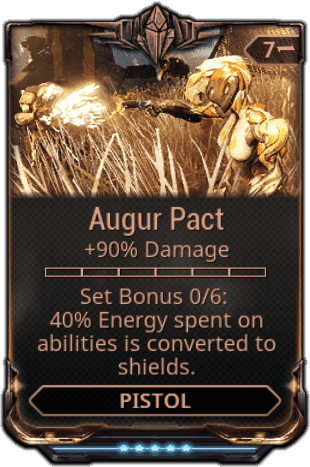 7
Augur Pact
+90% Damage
Set Bonus 0/6:
40% Energy spent on
abilities is converted to
shields.
PISTOL